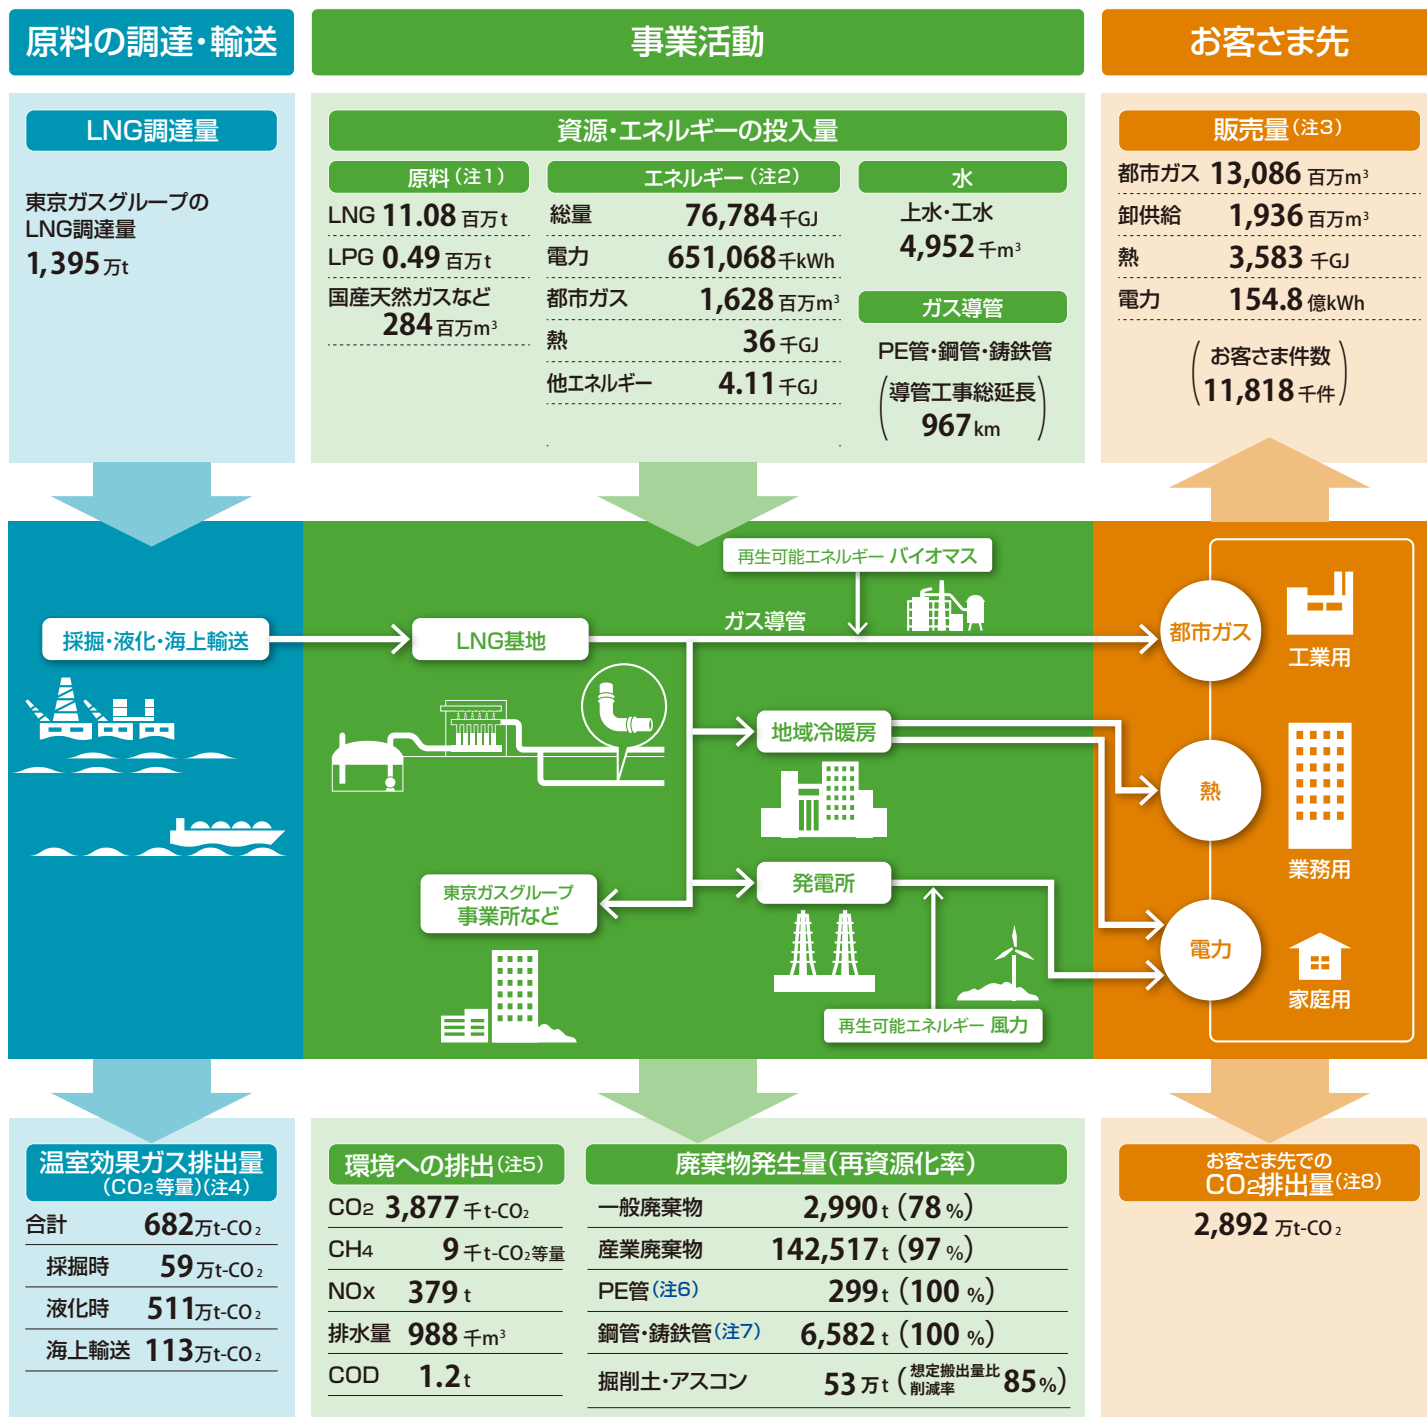 原料の調達・輸送
事業活動
お客さま先
LNG調達量
東京ガスグループの
LNG調達量
1,395 万t
資源・エネルギーの投入量
原料（注1）
LNG 11.08 百万t
LPG 0.49 百万t
国産天然ガスなど
284 百万m³
エネルギー（注2）
総量 76,784 千GJ
電力 651,068 千kWh
都市ガス 1,628 百万m³
熱 36 千GJ
他エネルギー 4.11 千GJ
水
上水・工水
4,952 千m³
ガス導管
PE管・鋼管・鋳鉄管
（導管工事総延長
967 km）
販売量（注3）
都市ガス 13,086 百万m³
卸供給 1,936 百万m³
熱 3,583 千GJ
電力 154.8 億kWh
（お客さま件数
11,818 千件）
再生可能エネルギー バイオマス
採掘・液化・海上輸送
LNG基地
ガス導管
都市ガス
工業用
地域冷暖房
熱
業務用
東京ガスグループ
事業所など
発電所
電力
家庭用
再生可能エネルギー 風力
温室効果ガス排出量
（CO₂等量）（注4）
合計 682万t-CO₂
採掘時 59万t-CO₂
液化時 511万t-CO₂
海上輸送 113万t-CO₂
環境への排出（注5）
CO₂ 3,877 千t-CO₂
CH₄ 9 千t-CO₂等量
NOx 379 t
排水量 988 千m³
COD 1.2 t
廃棄物発生量（再資源化率）
一般廃棄物 2,990 t（78 %）
産業廃棄物 142,517 t（97 %）
PE管（注6） 299 t（100 %）
鋼管・鋳鉄管（注7） 6,582 t（100 %）
掘削土・アスコン 53 万t（想定搬出量比削減率 85%）
お客さま先での
CO₂排出量（注8）
2,892 万t-CO₂